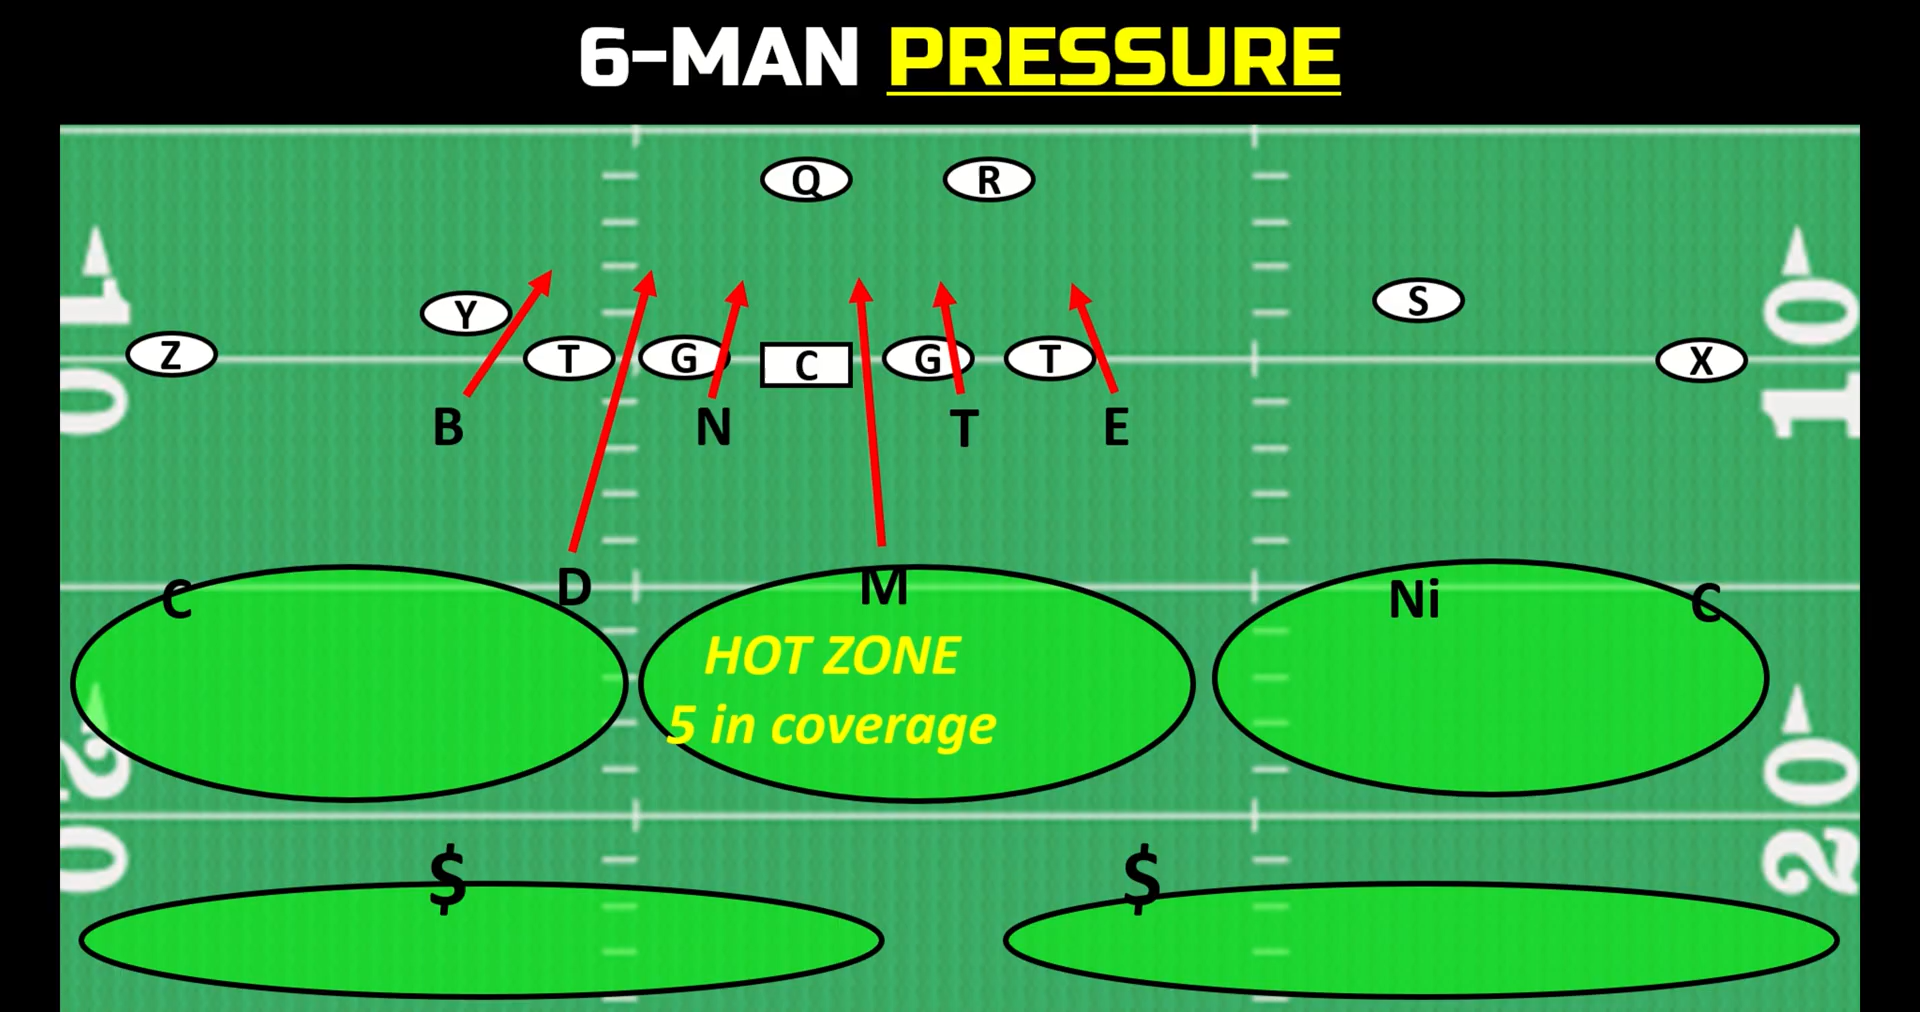 6-MAN PRESSURE
Q R
Y S
Z T G C G T X
10 10
B N T E
C D M Ni C
HOT ZONE
5 in coverage
20 20
$ $